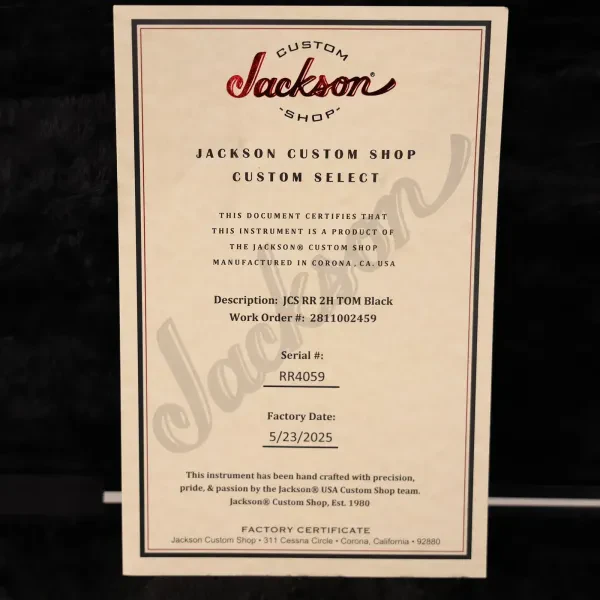 CUSTOM
Jackson®
-SHOP-
JACKSON CUSTOM SHOP
CUSTOM SELECT
THIS DOCUMENT CERTIFIES THAT
THIS INSTRUMENT IS A PRODUCT OF
THE JACKSON® CUSTOM SHOP
MANUFACTURED IN CORONA, CA. USA
Jackson
Description: JCS RR 2H TOM Black
Work Order #: 2811002459
Serial #:
RR4059
Factory Date:
5/23/2025
This instrument has been hand crafted with precision,
pride, & passion by the Jackson® USA Custom Shop team.
Jackson® Custom Shop, Est. 1980
FACTORY CERTIFICATE
Jackson Custom Shop • 311 Cessna Circle • Corona, California • 92880